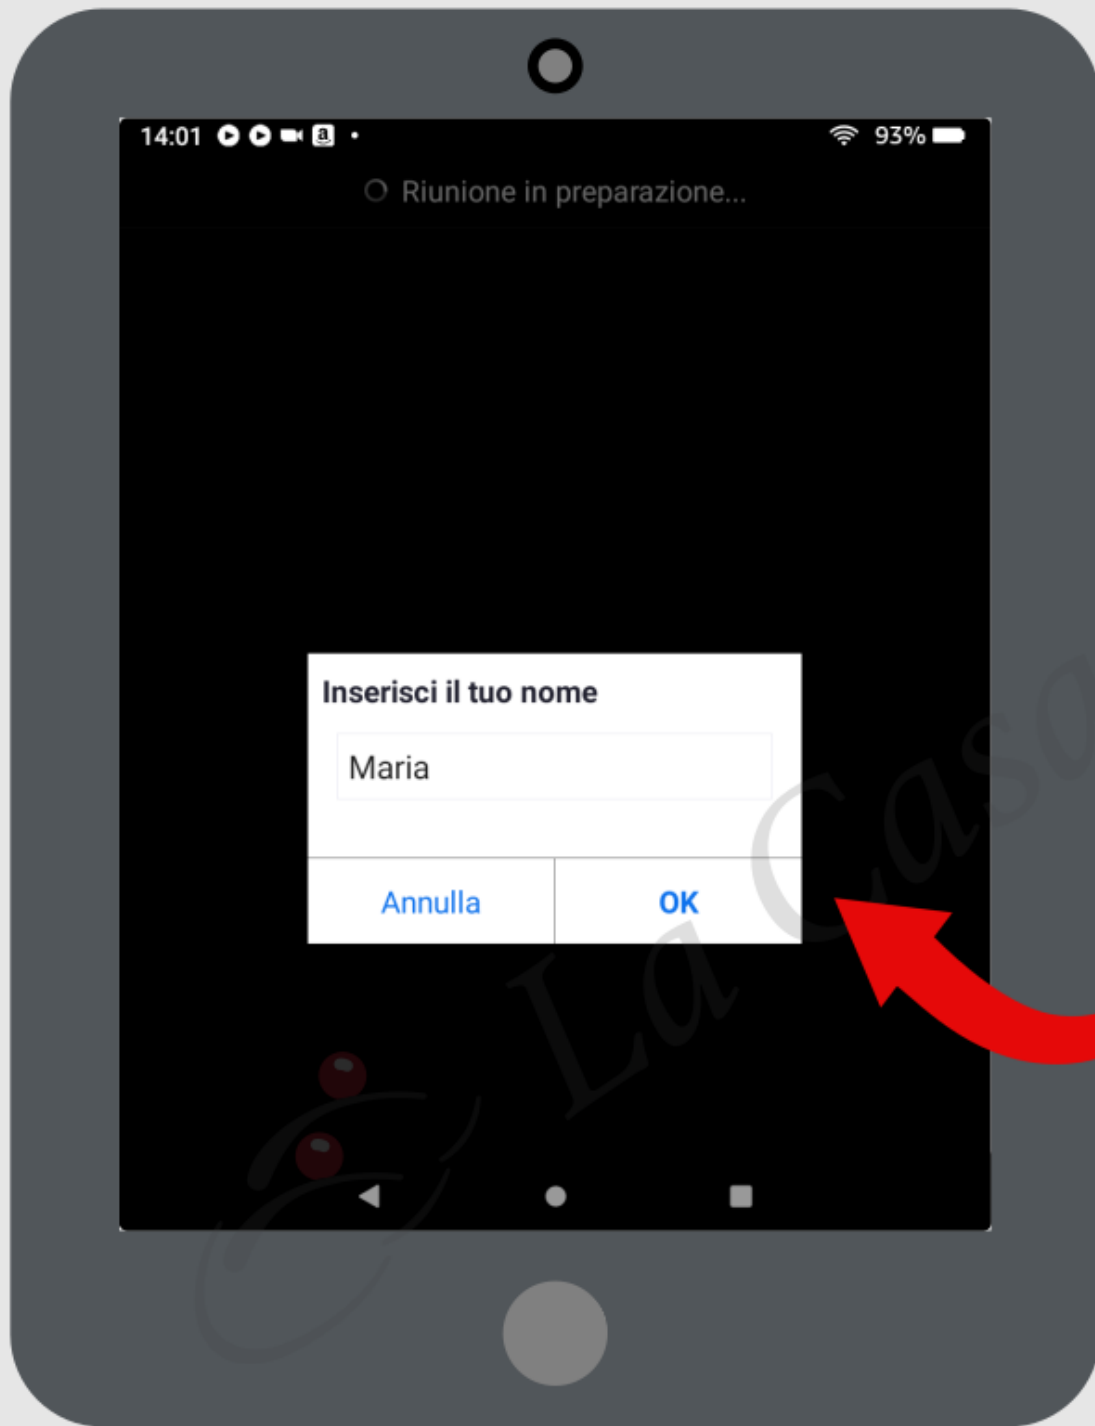 14:01 93%
Riunione in preparazione...
Inserisci il tuo nome
Maria
Annulla OK
La Casa